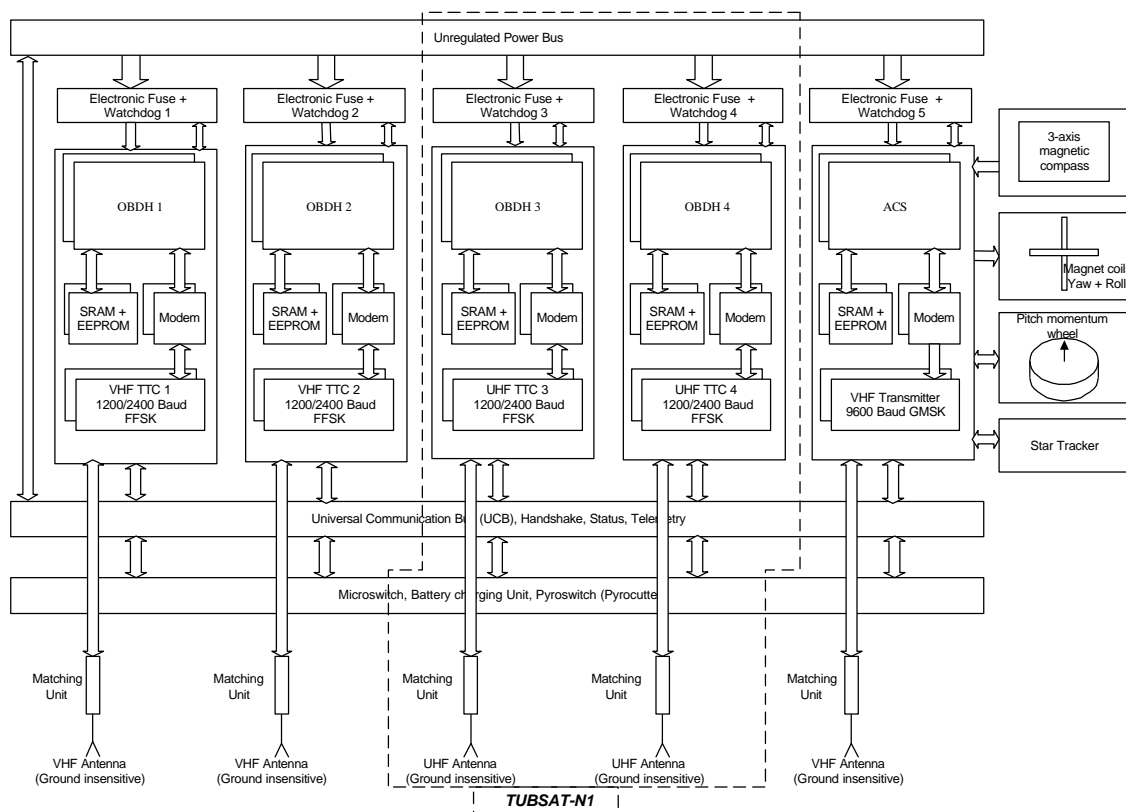 Unregulated Power Bus
Electronic Fuse +
Watchdog 1
Electronic Fuse +
Watchdog 2
Electronic Fuse +
Watchdog 3
Electronic Fuse +
Watchdog 4
Electronic Fuse +
Watchdog 5
3-axis
magnetic
compass
OBDH 1
OBDH 2
OBDH 3
OBDH 4
ACS
Magnet coils
Yaw + Roll
SRAM +
EEPROM
Modem
SRAM +
EEPROM
Modem
SRAM +
EEPROM
Modem
SRAM +
EEPROM
Modem
SRAM +
EEPROM
Modem
Pitch momentum
wheel
VHF TTC 1
1200/2400 Baud
FFSK
VHF TTC 2
1200/2400 Baud
FFSK
UHF TTC 3
1200/2400 Baud
FFSK
UHF TTC 4
1200/2400 Baud
FFSK
VHF Transmitter
9600 Baud GMSK
Star Tracker
Universal Communication Bus (UCB), Handshake, Status, Telemetry
Microswitch, Battery charging Unit, Pyroswitch (Pyrocutter
Matching
Unit
Matching
Unit
Matching
Unit
Matching
Unit
Matching
Unit
VHF Antenna
(Ground insensitive)
VHF Antenna
(Ground insensitive)
UHF Antenna
(Ground insensitive)
UHF Antenna
(Ground insensitive)
VHF Antenna
(Ground insensitive)
TUBSAT-N1